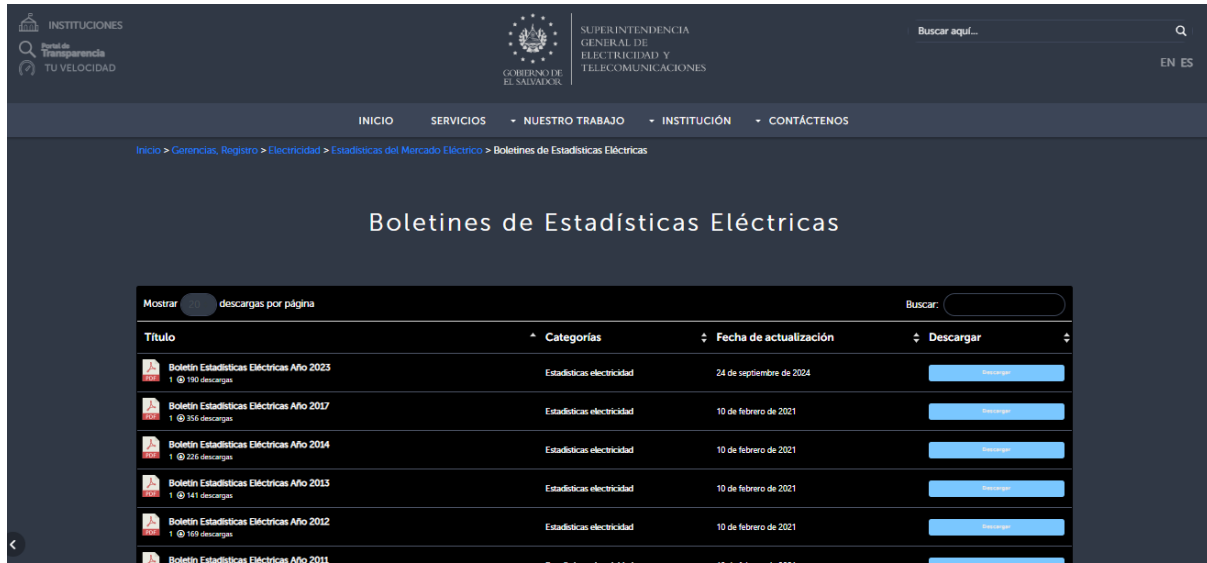 INSTITUCIONES
Portal de
Transparencia
TU VELOCIDAD
GOBIERNO DE
EL SALVADOR
SUPERINTENDENCIA
GENERAL DE
ELECTRICIDAD Y
TELECOMUNICACIONES
Buscar aquí...
EN ES
INICIO SERVICIOS NUESTRO TRABAJO INSTITUCIÓN CONTÁCTENOS
Inicio > Gerencias, Registro > Electricidad > Estadísticas del Mercado Eléctrico > Boletines de Estadísticas Eléctricas
Boletines de Estadísticas Eléctricas
Mostrar 20 descargas por página Buscar:
Título Categorías Fecha de actualización Descargar
PDF Boletín Estadísticas Eléctricas Año 2023
1 190 descargas Estadísticas electricidad 24 de septiembre de 2024 Descargar
PDF Boletín Estadísticas Eléctricas Año 2017
1 356 descargas Estadísticas electricidad 10 de febrero de 2021 Descargar
PDF Boletín Estadísticas Eléctricas Año 2014
1 226 descargas Estadísticas electricidad 10 de febrero de 2021 Descargar
PDF Boletín Estadísticas Eléctricas Año 2013
1 141 descargas Estadísticas electricidad 10 de febrero de 2021 Descargar
PDF Boletín Estadísticas Eléctricas Año 2012
1 169 descargas Estadísticas electricidad 10 de febrero de 2021 Descargar
Boletín Estadísticas Eléctricas Año 2011